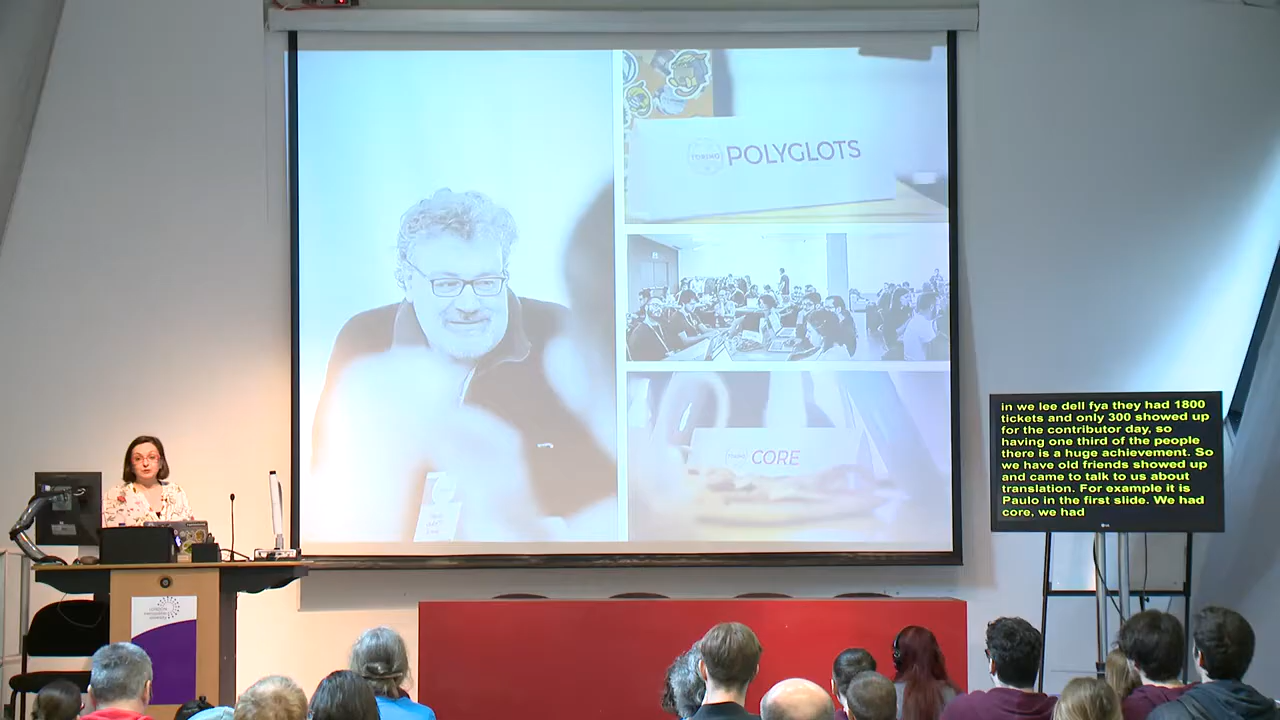 TORINO
POLYGLOTS
TORINO
CORE
in we lee dell fya they had 1800
tickets and only 300 showed up
for the contributor day, so
having one third of the people
there is a huge achievement. So
we have old friends showed up
and came to talk to us about
translation. For example it is
Paulo in the first slide. We had
core, we had
LG